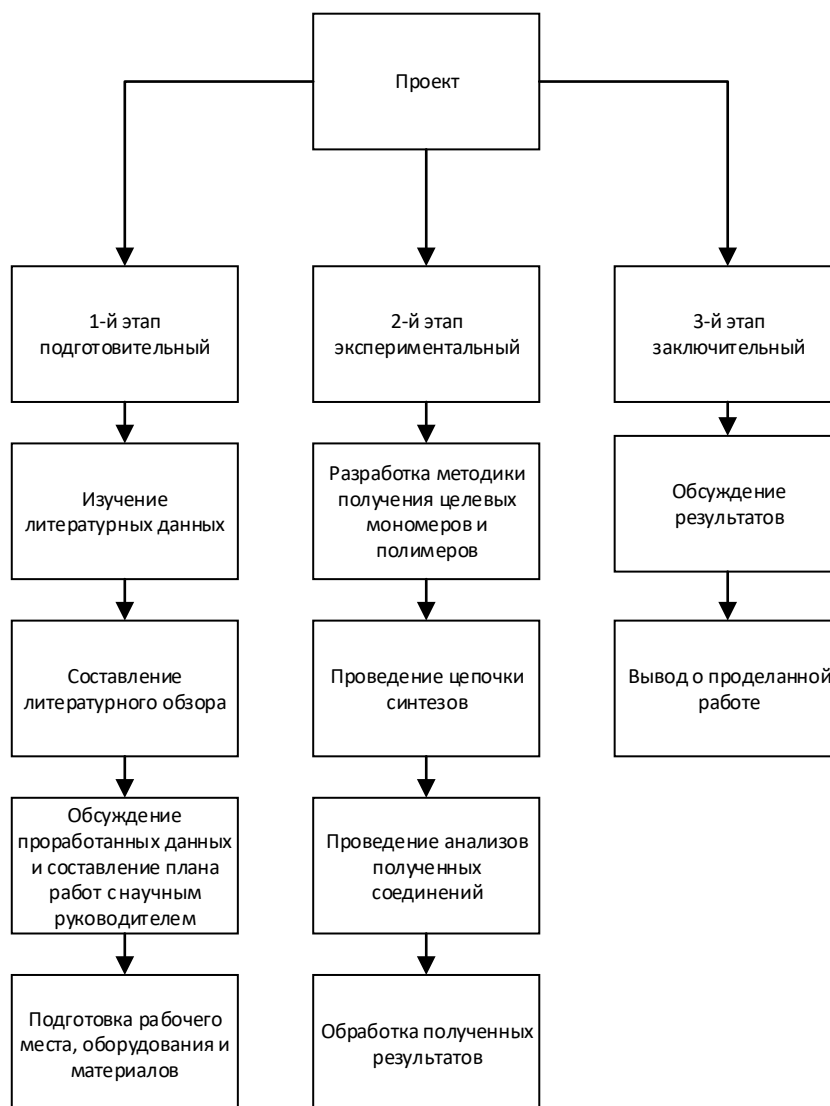 Проект
1-й этап
подготовительный
2-й этап
экспериментальный
3-й этап
заключительный
Изучение
литературных данных
Разработка методики
получения целевых
мономеров и
полимеров
Обсуждение
результатов
Составление
литературного обзора
Проведение цепочки
синтезов
Вывод о проделанной
работе
Обсуждение
проработанных данных
и составление плана
работ с научным
руководителем
Проведение анализов
полученных
соединений
Подготовка рабочего
места, оборудования и
материалов
Обработка полученных
результатов